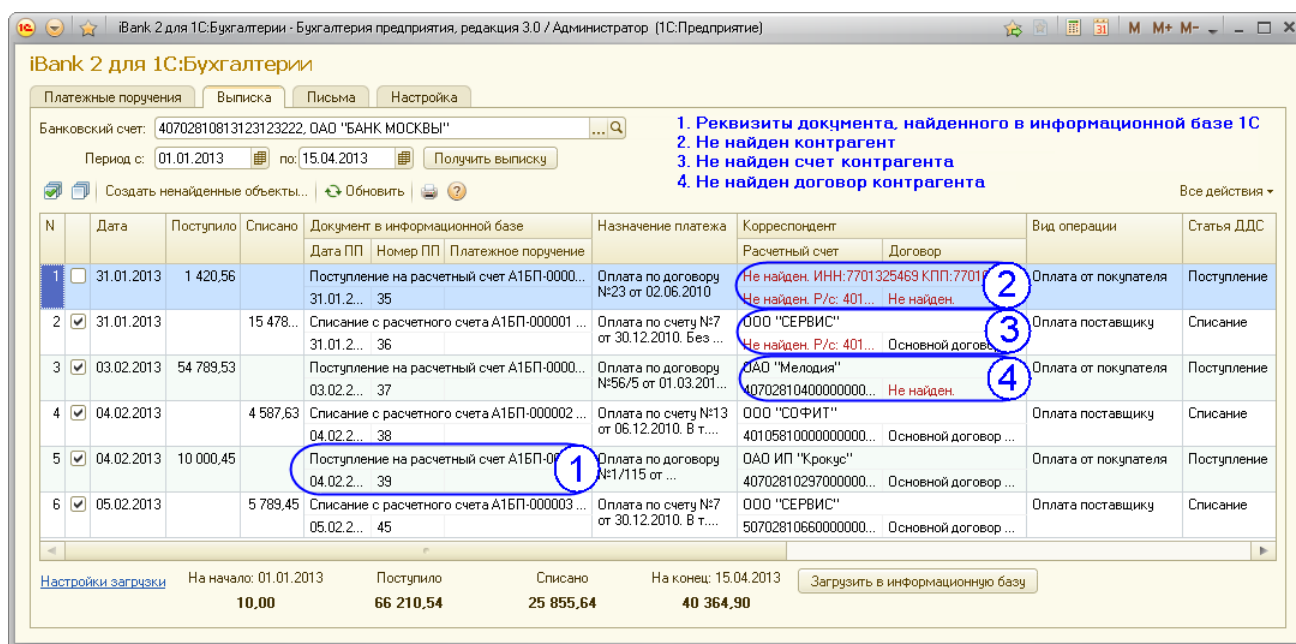 iBank 2 для 1С:Бухгалтерии - Бухгалтерия предприятия, редакция 3.0 / Администратор (1С:Предприятие)
M M+ M-
iBank 2 для 1С:Бухгалтерии
Платежные поручения Выписка Письма Настройка
Банковский счет: 40702810813123123222, ОАО "БАНК МОСКВЫ" ...
Период с: 01.01.2013 по: 15.04.2013 Получить выписку
1. Реквизиты документа, найденного в информационной базе 1С
2. Не найден контрагент
3. Не найден счет контрагента
4. Не найден договор контрагента
Создать ненайденные объекты... Обновить Все действия
N Дата Поступило Списано Документ в информационной базе Назначение платежа Корреспондент Вид операции Статья ДДС
Дата ПП Номер ПП Платежное поручение Расчетный счет Договор
1 31.01.2013 1 420,56 Поступление на расчетный счет А1БП-0000... Оплата по договору Не найден. ИНН:7701325469 КПП: Оплата от покупателя Поступление
31.01.2... 35 №23 от 02.06.2010 Не найден. Р/с: 401... Не найден. 2
2 31.01.2013 15 478... Списание с расчетного счета А1БП-000001 ... Оплата по счету №7 ООО "СЕРВИС" Оплата поставщику Списание
31.01.2... 36 от 30.12.2010. Без ... Не найден. Р/с: 401... Основной договор 3
3 03.02.2013 54 789,53 Поступление на расчетный счет А1БП-0000... Оплата по договору ОАО "Мелодия" Оплата от покупателя Поступление
03.02.2... 37 №56/5 от 01.03.201... 40702810400000000... Не найден. 4
4 04.02.2013 4 587,63 Списание с расчетного счета А1БП-000002 ... Оплата по счету №13 ООО "СОФИТ" Оплата поставщику Списание
04.02.2... 38 от 06.12.2010. В т.... 40105810000000000... Основной договор ...
5 04.02.2013 10 000,45 Поступление на расчетный счет Оплата по договору ОАО ИП "Крокус" Оплата от покупателя Поступление
04.02.2... 39 1 №1/115 от ... 40702810297000000... Основной договор ...
6 05.02.2013 5 789,45 Списание с расчетного счета А1БП-000003 ... Оплата по счету №7 ООО "СЕРВИС" Оплата поставщику Списание
05.02.2... 45 от 30.12.2010. В т.... 50702810660000000... Основной договор ...
Настройки загрузки На начало: 01.01.2013 Поступило Списано На конец: 15.04.2013 Загрузить в информационную базу
10,00 66 210,54 25 855,64 40 364,90